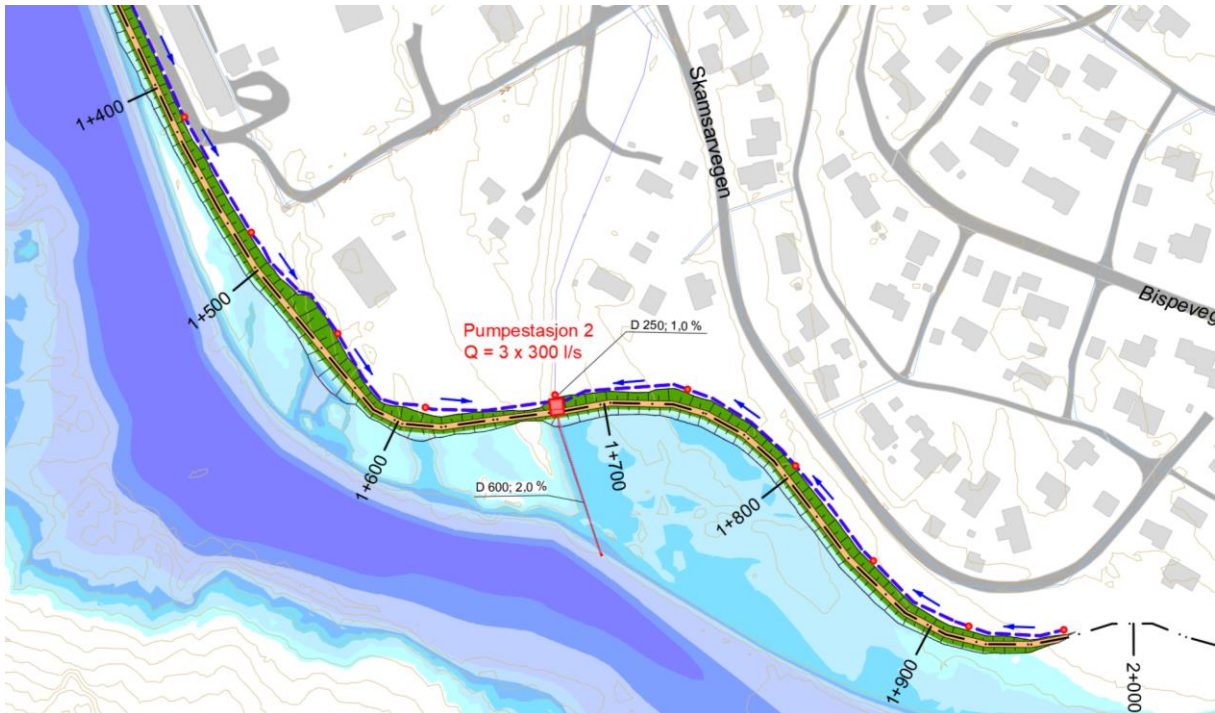 1+400
Skamsarvegen
1+500
Bispeveg
Pumpestasjon 2
Q = 3 x 300 l/s
D 250; 1,0 %
1+600
1+700
D 600; 2,0 %
1+800
1+900
2+000